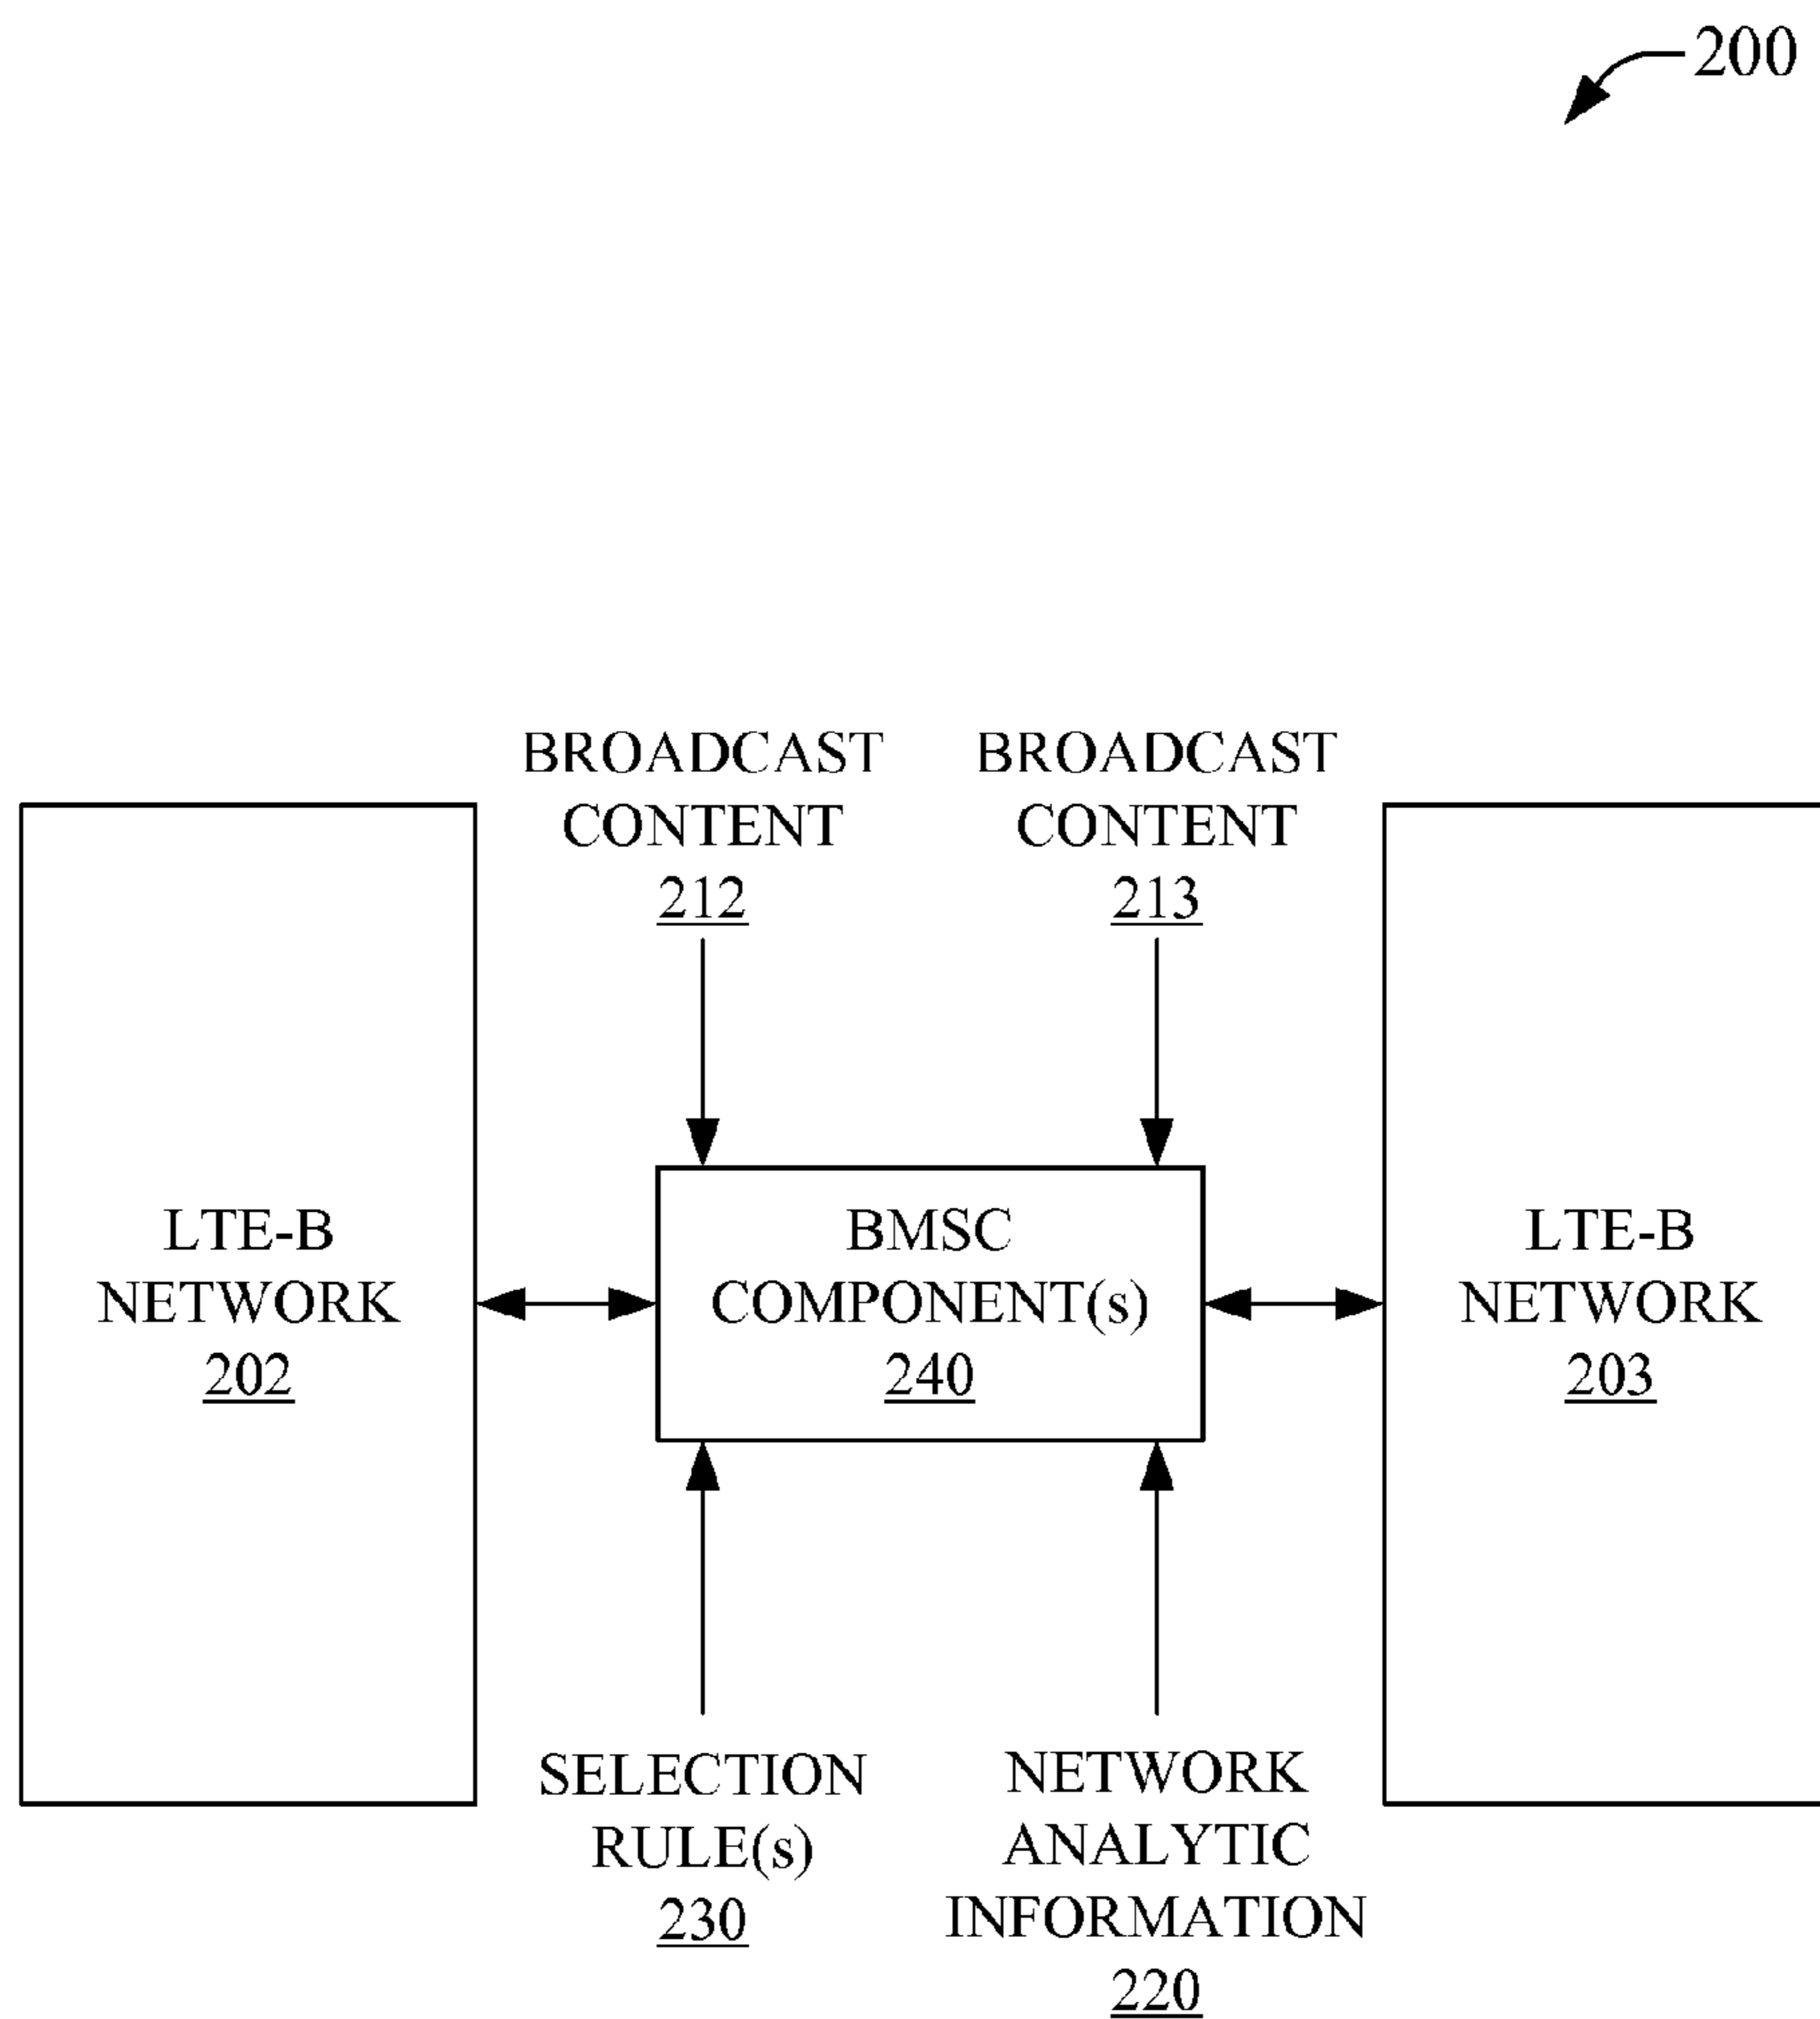 200
BROADCAST
CONTENT
212
BROADCAST
CONTENT
213
LTE-B
NETWORK
202
BMSC
COMPONENT(s)
240
LTE-B
NETWORK
203
SELECTION
RULE(s)
230
NETWORK
ANALYTIC
INFORMATION
220